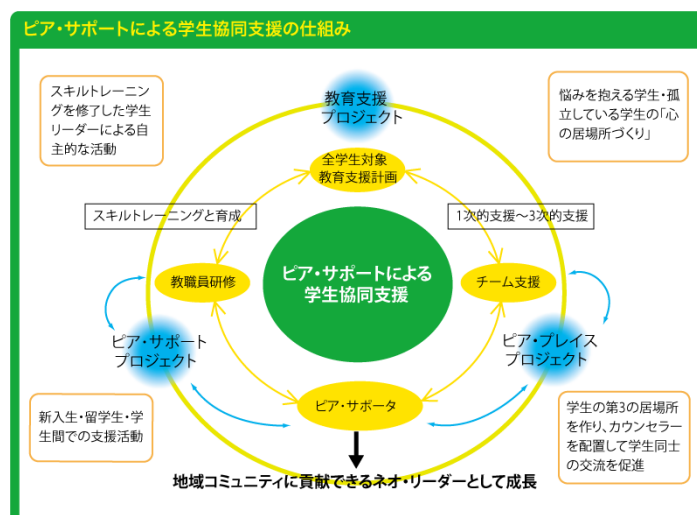 ピア・サポートによる学生協同支援の仕組み
スキルトレーニン
グを修了した学生
リーダーによる自
主的な活動
教育支援
プロジェクト
悩みを抱える学生・孤
立している学生の「心
の居場所づくり」
全学生対象
教育支援計画
スキルトレーニングと育成
1次的支援～3次的支援
教職員研修
ピア・サポートによる
学生協同支援
チーム支援
ピア・サポート
プロジェクト
ピア・プレイス
プロジェクト
ピア・サポータ
新入生・留学生・学
生間での支援活動
学生の第3の居場所
を作り、カウンセラー
を配置して学生同士
の交流を促進
地域コミュニティに貢献できるネオ・リーダーとして成長